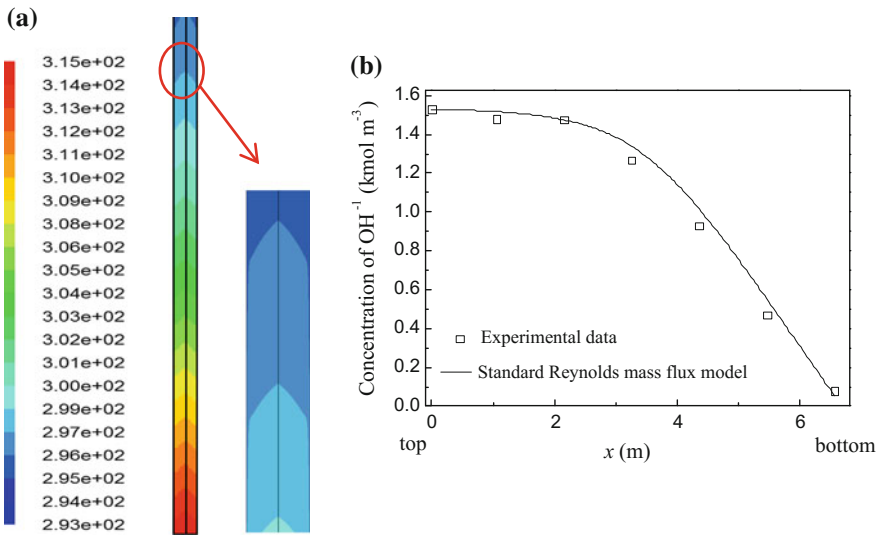 (a)
3.15e+02
3.14e+02
3.13e+02
3.12e+02
3.11e+02
3.10e+02
3.09e+02
3.08e+02
3.06e+02
3.05e+02
3.04e+02
3.03e+02
3.02e+02
3.01e+02
3.00e+02
2.99e+02
2.97e+02
2.96e+02
2.95e+02
2.94e+02
2.93e+02
(b)
Concentration of OH⁻¹ (kmol m⁻³)
1.6
1.4
1.2
1.0
0.8
0.6
0.4
0.2
0.0
Experimental data
Standard Reynolds mass flux model
0 2 4 6
top x (m) bottom